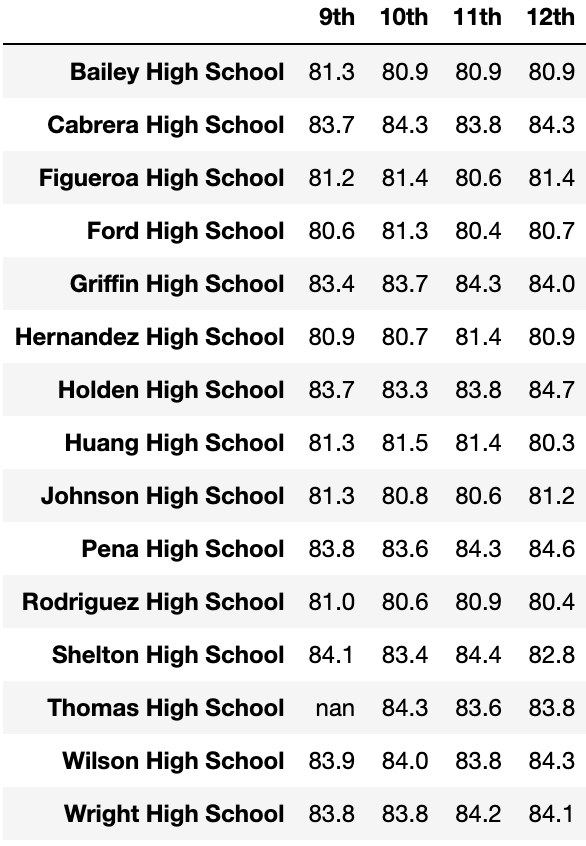 9th 10th 11th 12th
Bailey High School 81.3 80.9 80.9 80.9
Cabrera High School 83.7 84.3 83.8 84.3
Figueroa High School 81.2 81.4 80.6 81.4
Ford High School 80.6 81.3 80.4 80.7
Griffin High School 83.4 83.7 84.3 84.0
Hernandez High School 80.9 80.7 81.4 80.9
Holden High School 83.7 83.3 83.8 84.7
Huang High School 81.3 81.5 81.4 80.3
Johnson High School 81.3 80.8 80.6 81.2
Pena High School 83.8 83.6 84.3 84.6
Rodriguez High School 81.0 80.6 80.9 80.4
Shelton High School 84.1 83.4 84.4 82.8
Thomas High School nan 84.3 83.6 83.8
Wilson High School 83.9 84.0 83.8 84.3
Wright High School 83.8 83.8 84.2 84.1